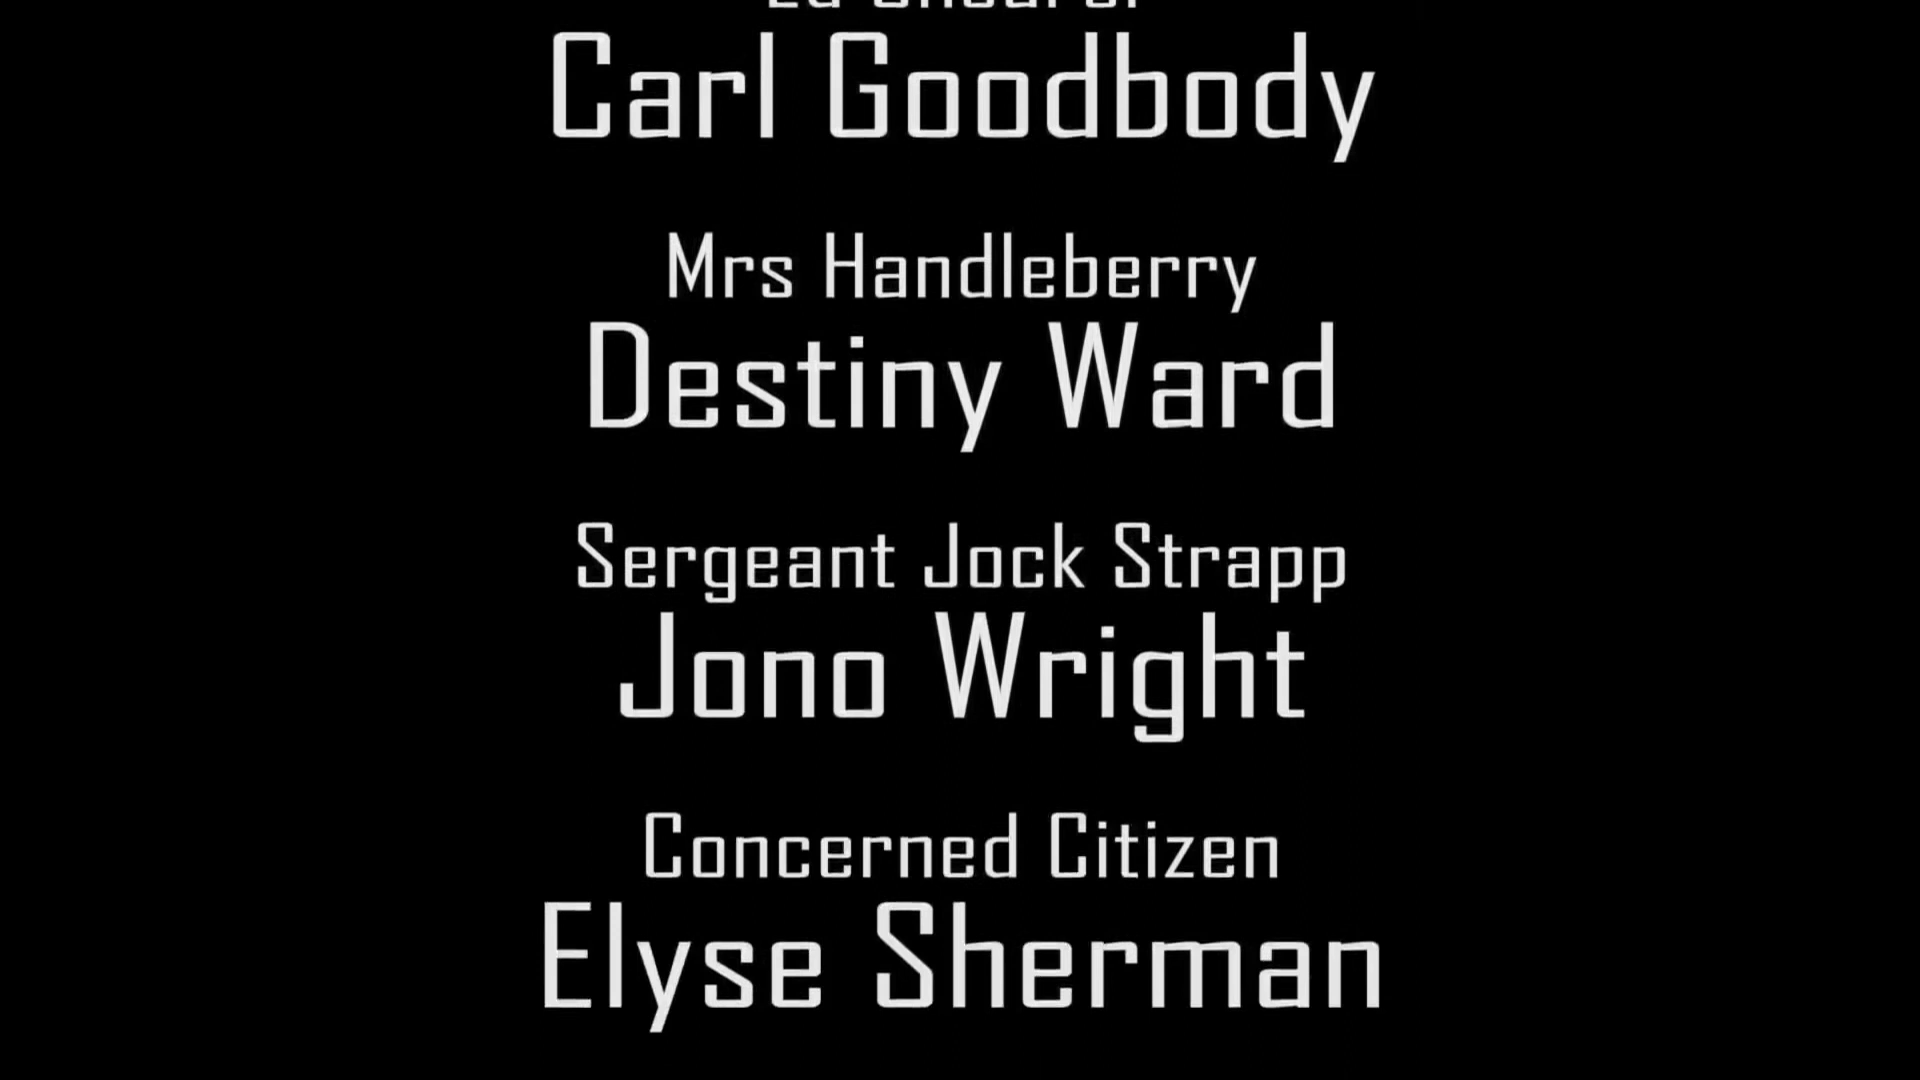 Carl Goodbody
Mrs Handleberry
Destiny Ward
Sergeant Jock Strapp
Jono Wright
Concerned Citizen
Elyse Sherman